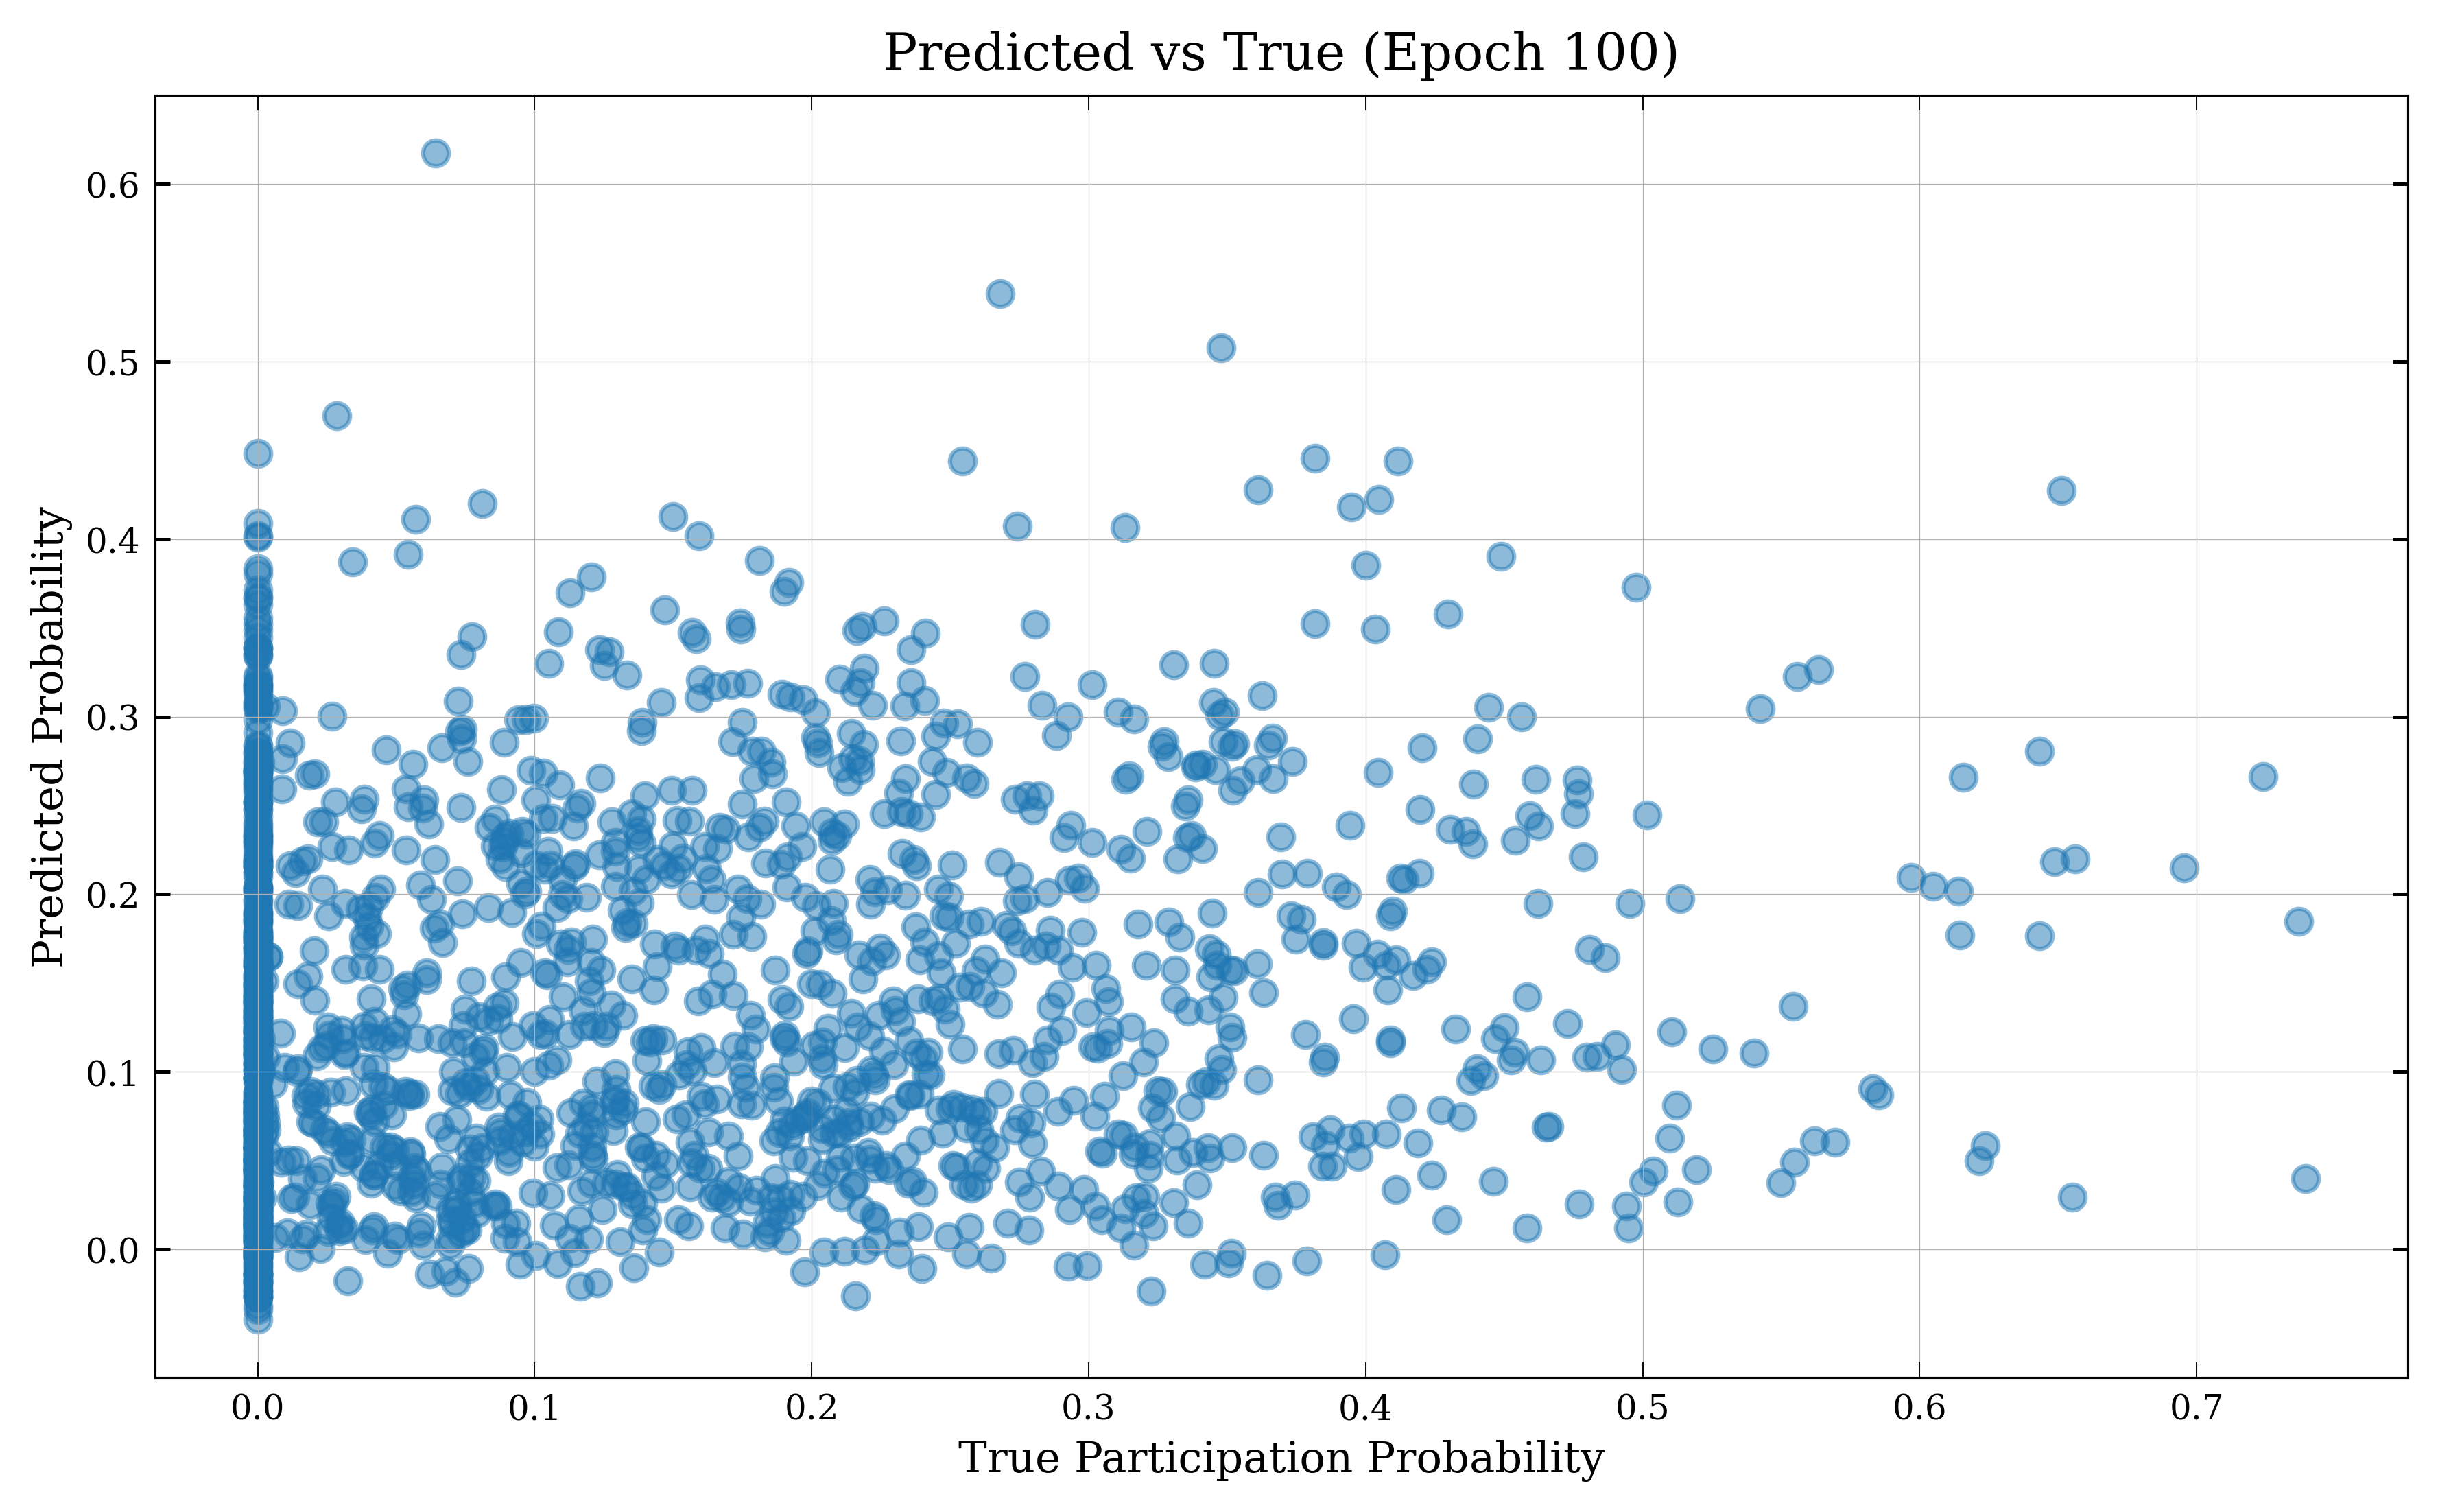 Predicted vs True (Epoch 100)
Predicted Probability
0.6
0.5
0.4
0.3
0.2
0.1
0.0
0.0 0.1 0.2 0.3 0.4 0.5 0.6 0.7
True Participation Probability